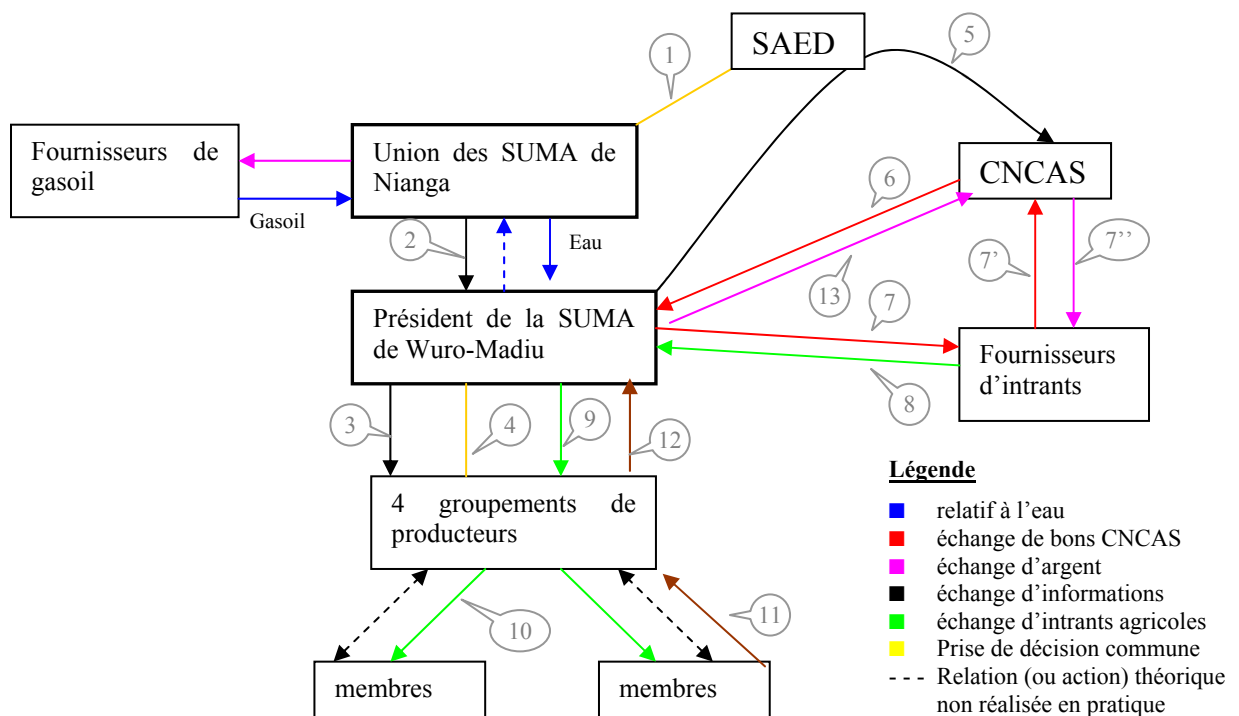 SAED
5
1
Fournisseurs de
gasoil
Union des SUMA de
Nianga
CNCAS
6
Gasoil
2
Eau
7'
7''
13
Président de la SUMA
de Wuro-Madiu
7
Fournisseurs
d'intrants
8
3
4
9
12
4 groupements de
producteurs
10
11
membres
membres
Légende
relatif à l'eau
échange de bons CNCAS
échange d'argent
échange d'informations
échange d'intrants agricoles
Prise de décision commune
- - - Relation (ou action) théorique
non réalisée en pratique